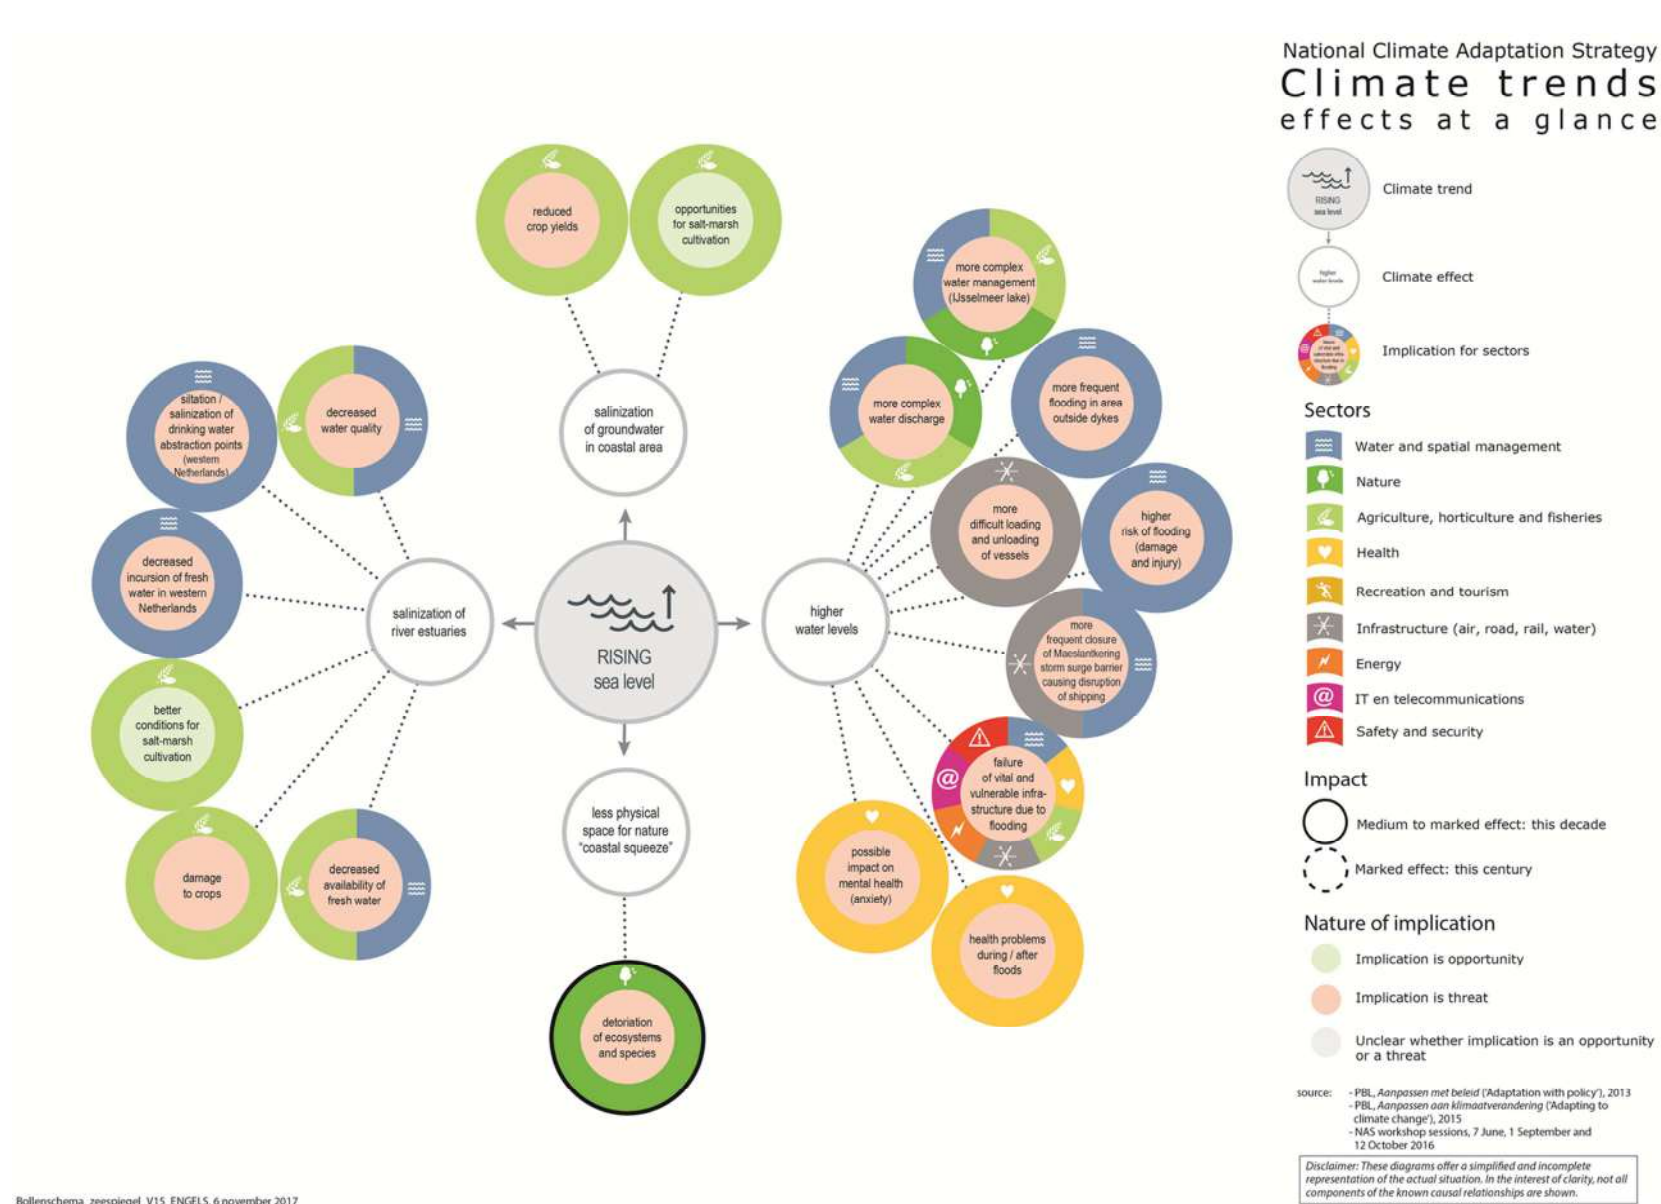 National Climate Adaptation Strategy
Climate trends
effects at a glance
reduced
crop yields
opportunities
for salt-marsh
cultivation
more complex
water management
(IJsselmeer lake)
more complex
water discharge
more frequent
flooding in area
outside dykes
siltation /
salinization of
drinking water
abstraction points
(western
Netherlands)
decreased
water quality
salinization
of groundwater
in coastal area
more
difficult loading
and unloading
of vessels
higher
risk of flooding
(damage
and injury)
decreased
incursion of fresh
water in western
Netherlands
salinization of
river estuaries
RISING
sea level
higher
water levels
more
frequent closure
of Maeslantkering
storm surge barrier
causing disruption
of shipping
better
conditions for
salt-marsh
cultivation
failure
of vital and
vulnerable infra-
structure due to
flooding
@
less physical
space for nature
"coastal squeeze"
damage
to crops
decreased
availability of
fresh water
possible
impact on
mental health
(anxiety)
health problems
during / after
floods
detoriation
of ecosystems
and species
RISING
sea level
Climate trend
higher
water levels
Climate effect
Implication for sectors
Sectors
Water and spatial management
Nature
Agriculture, horticulture and fisheries
Health
Recreation and tourism
Infrastructure (air, road, rail, water)
Energy
@ IT en telecommunications
Safety and security
Impact
Medium to marked effect: this decade
Marked effect: this century
Nature of implication
Implication is opportunity
Implication is threat
Unclear whether implication is an opportunity
or a threat
source: - PBL, Aanpassen met beleid ('Adaptation with policy'), 2013
- PBL, Aanpassen aan klimaatverandering ('Adapting to
climate change'), 2015
- NAS workshop sessions, 7 June, 1 September and
12 October 2016
Disclaimer: These diagrams offer a simplified and incomplete
representation of the actual situation. In the interest of clarity, not all
components of the known causal relationships are shown.
Bollenschema_zeespiegel_V15_ENGELS, 6 november 2017